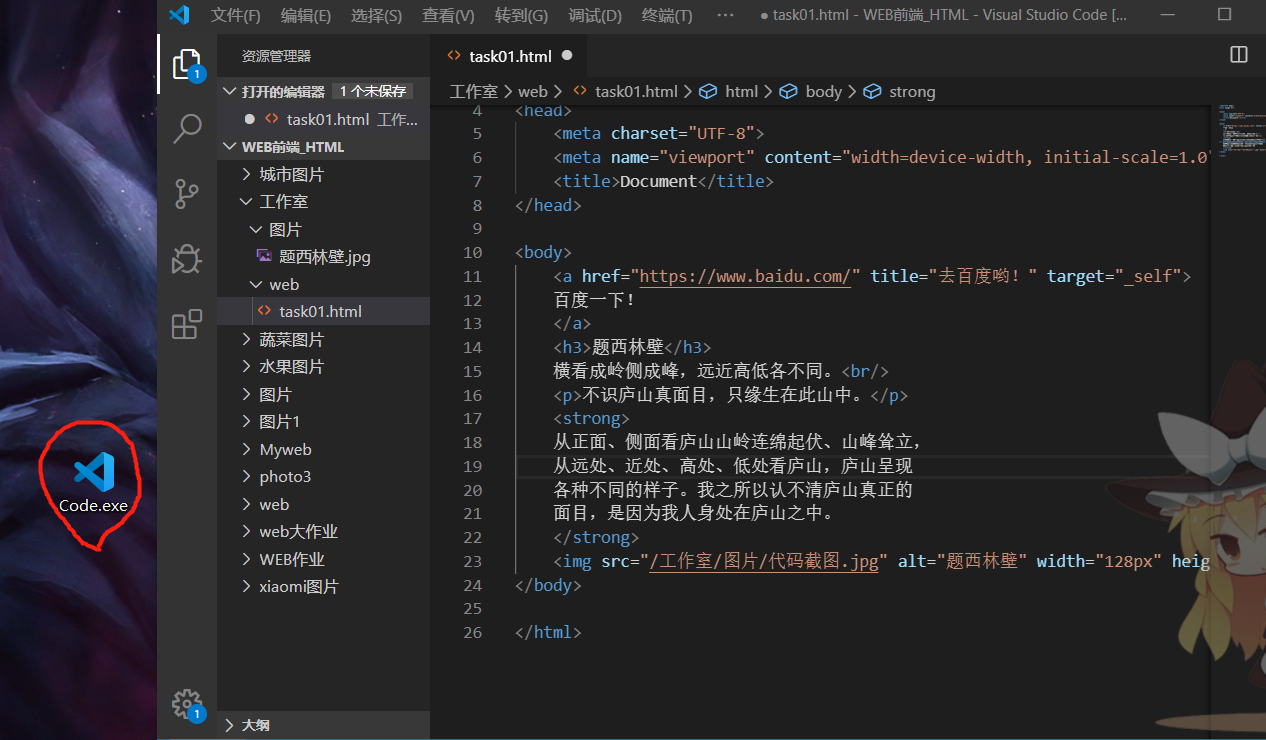 文件(F) 编辑(E) 选择(S) 查看(V) 转到(G) 调试(D) 终端(T) ··· ● task01.html - WEB前端_HTML - Visual Studio Code [...
资源管理器
打开的编辑器 1 个未保存
● <> task01.html 工作...
WEB前端_HTML
城市图片
工作室
图片
题西林壁.jpg
web
<> task01.html
蔬菜图片
水果图片
图片
图片1
Myweb
photo3
web
web大作业
WEB作业
xiaomi图片
大纲
1
1
Code.exe
<> task01.html ●
工作室 > web > <> task01.html > html > body > strong
4 <head>
5 <meta charset="UTF-8">
6 <meta name="viewport" content="width=device-width, initial-scale=1.0"
7 <title>Document</title>
8 </head>
9
10 <body>
11 <a href="https://www.baidu.com/" title="去百度哟！" target="_self">
12 百度一下！
13 </a>
14 <h3>题西林壁</h3>
15 横看成岭侧成峰，远近高低各不同。<br/>
16 <p>不识庐山真面目，只缘生在此山中。</p>
17 <strong>
18 从正面、侧面看庐山山岭连绵起伏、山峰耸立，
19 从远处、近处、高处、低处看庐山，庐山呈现
20 各种不同的样子。我之所以认不清庐山真正的
21 面目，是因为我人身处在庐山之中。
22 </strong>
23 <img src="/工作室/图片/代码截图.jpg" alt="题西林壁" width="128px" heig
24 </body>
25
26 </html>